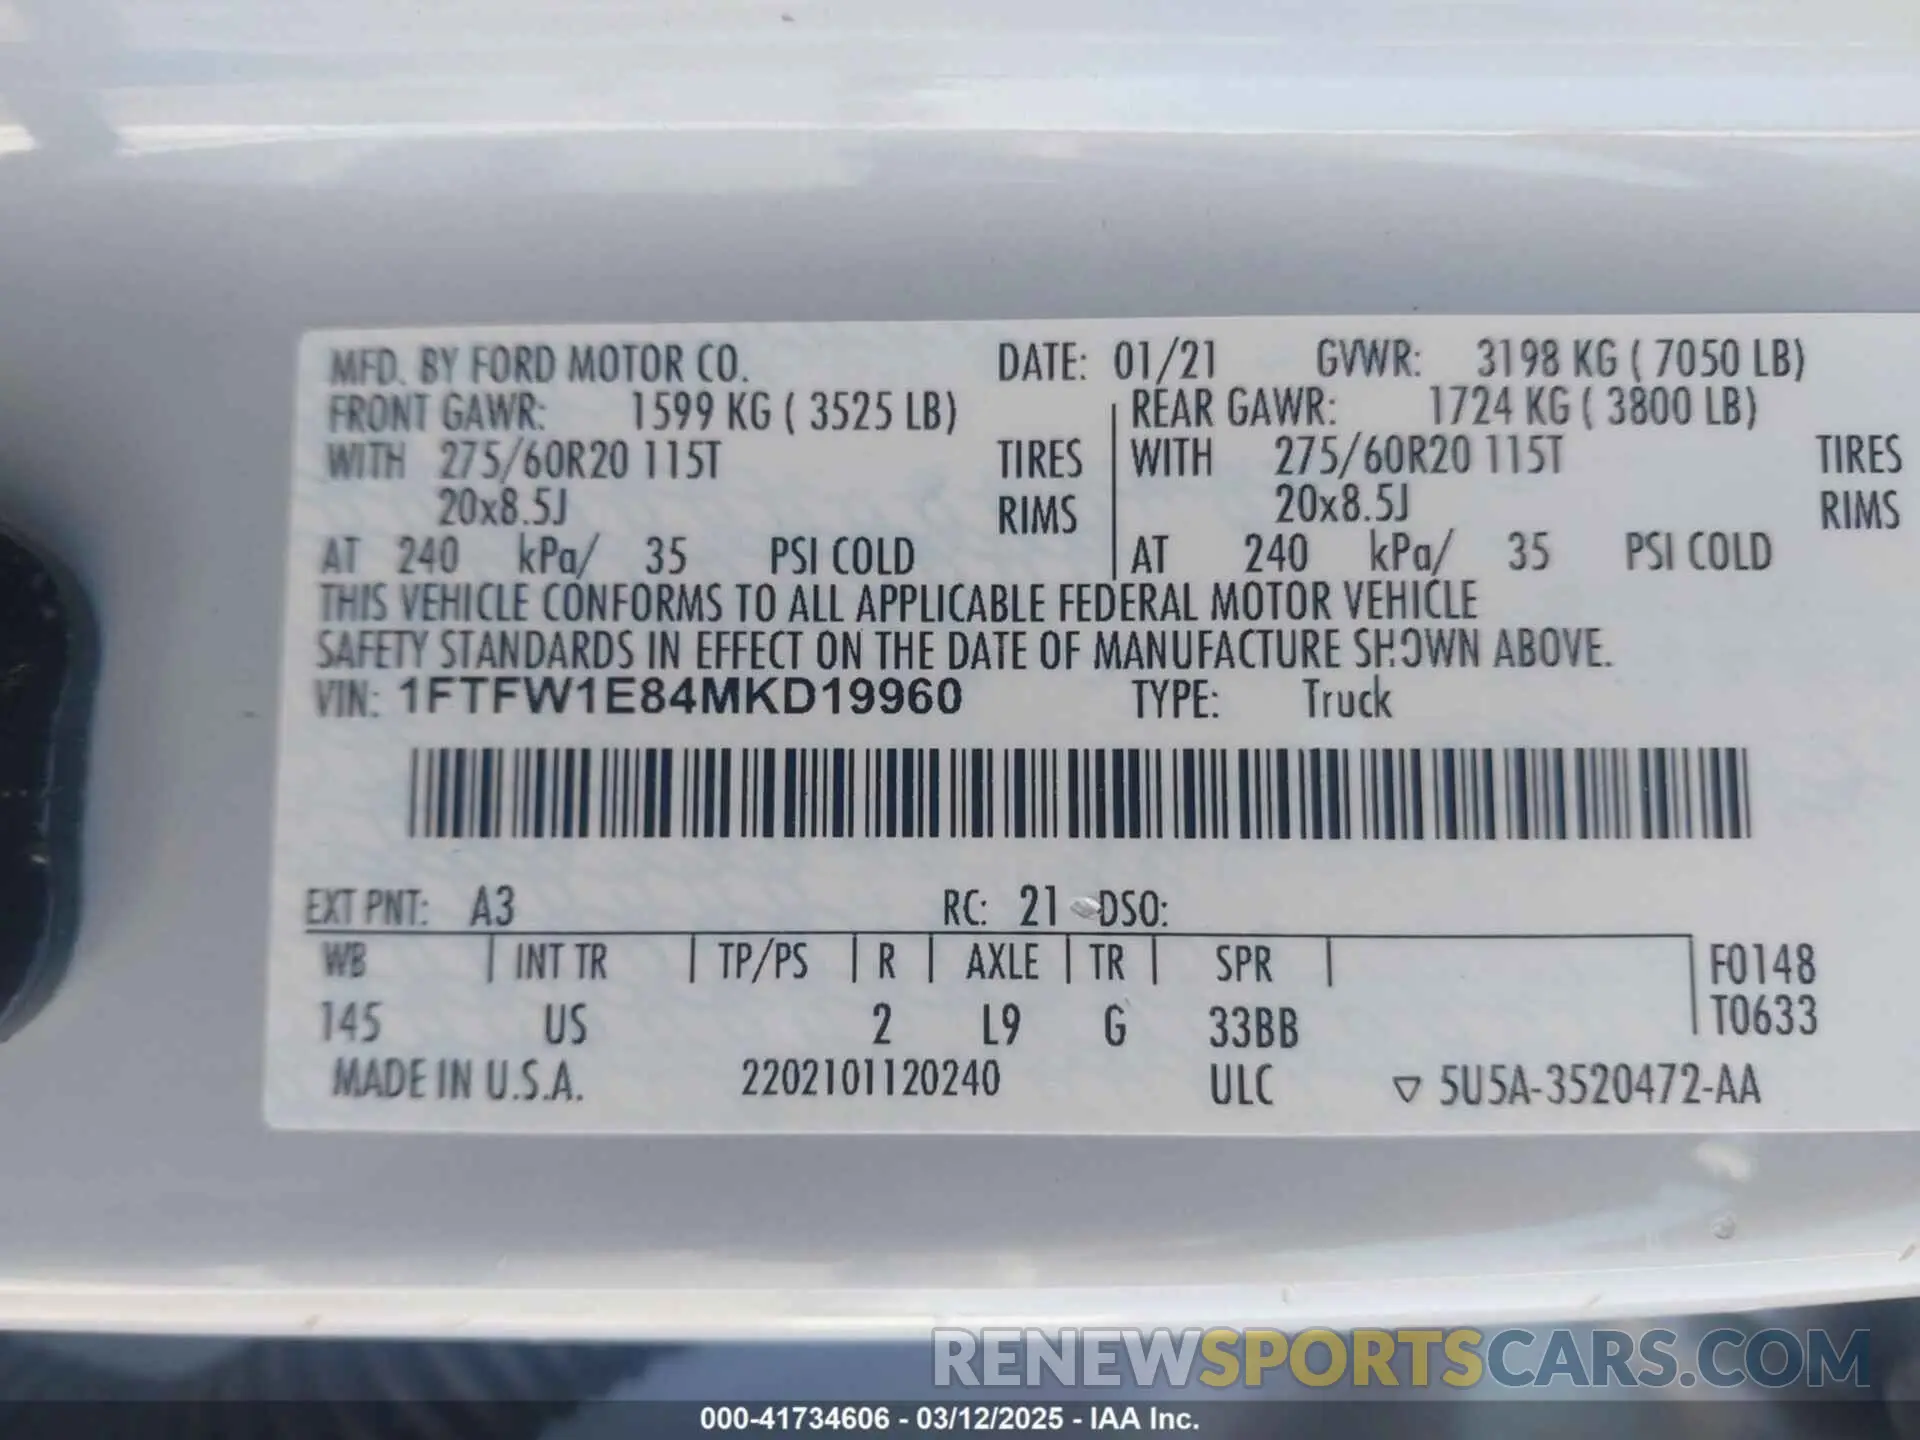 MFD. BY FORD MOTOR CO. DATE: 01/21 GVWR: 3198 KG ( 7050 LB)
FRONT GAWR: 1599 KG ( 3525 LB) REAR GAWR: 1724 KG ( 3800 LB)
WITH 275/60R20 115T TIRES WITH 275/60R20 115T TIRES
20x8.5J RIMS 20x8.5J RIMS
AT 240 kPa/ 35 PSI COLD AT 240 kPa/ 35 PSI COLD
THIS VEHICLE CONFORMS TO ALL APPLICABLE FEDERAL MOTOR VEHICLE
SAFETY STANDARDS IN EFFECT ON THE DATE OF MANUFACTURE SHOWN ABOVE.
VIN: 1FTFW1E84MKD19960 TYPE: Truck
EXT PNT: A3 RC: 21 DSO:
WB INT TR TP/PS R AXLE TR SPR F0148
145 US 2 L9 G 33BB T0633
MADE IN U.S.A. 2202101120240 ULC ▽ 5U5A-3520472-AA
RENEWSPORTSCARS.COM
000-41734606 - 03/12/2025 - IAA Inc.